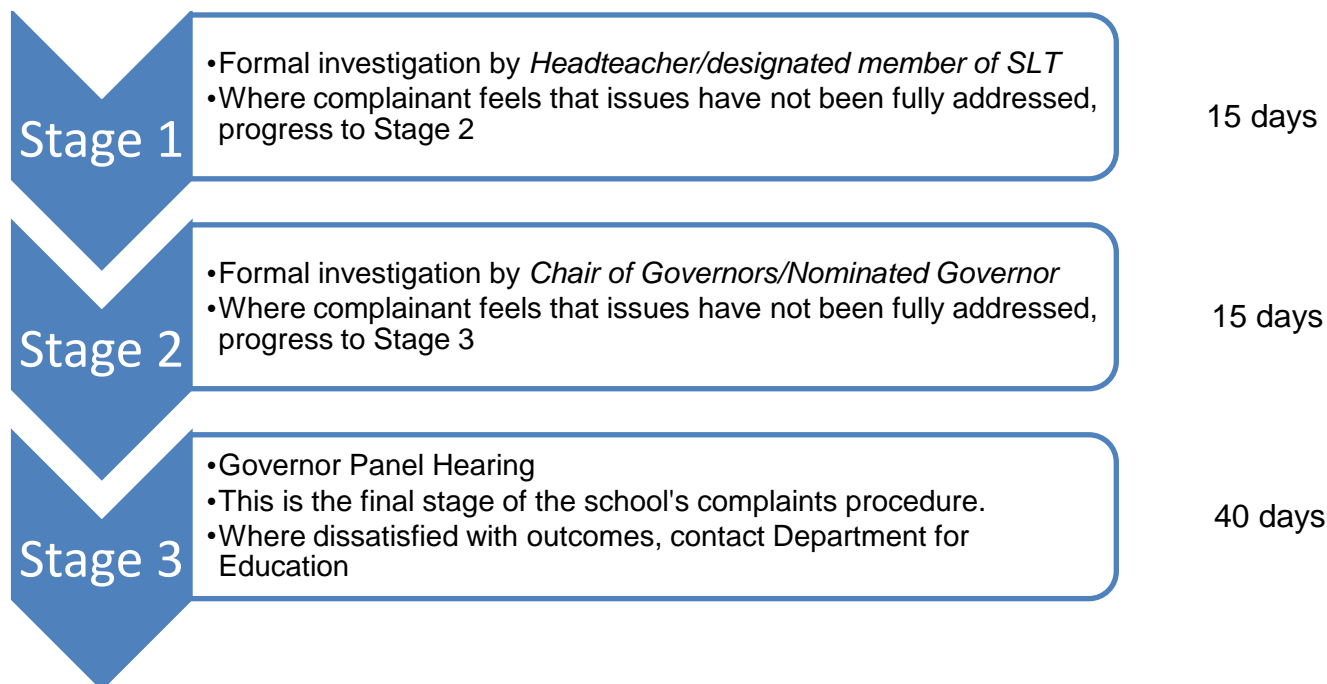 Stage 1
•Formal investigation by Headteacher/designated member of SLT
•Where complainant feels that issues have not been fully addressed,
progress to Stage 2
15 days
Stage 2
•Formal investigation by Chair of Governors/Nominated Governor
•Where complainant feels that issues have not been fully addressed,
progress to Stage 3
15 days
Stage 3
•Governor Panel Hearing
•This is the final stage of the school's complaints procedure.
•Where dissatisfied with outcomes, contact Department for
Education
40 days